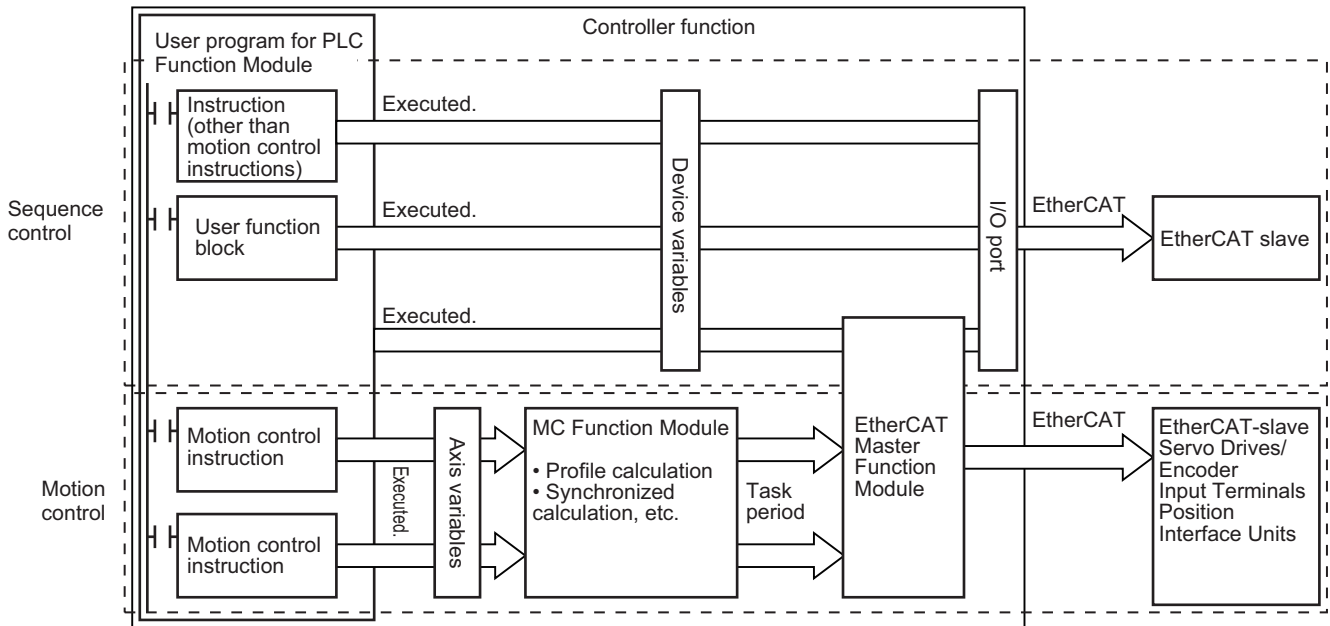 Controller function
User program for PLC
Function Module
Instruction
(other than
motion control
instructions)
Executed.
User function
block
Executed.
Executed.
Device variables
I/O port
EtherCAT
EtherCAT slave
Sequence
control
Motion
control
Motion control
instruction
Motion control
instruction
Executed.
Axis variables
MC Function Module
• Profile calculation
• Synchronized
calculation, etc.
Task
period
EtherCAT
Master
Function
Module
EtherCAT
EtherCAT-slave
Servo Drives/
Encoder
Input Terminals
Position
Interface Units